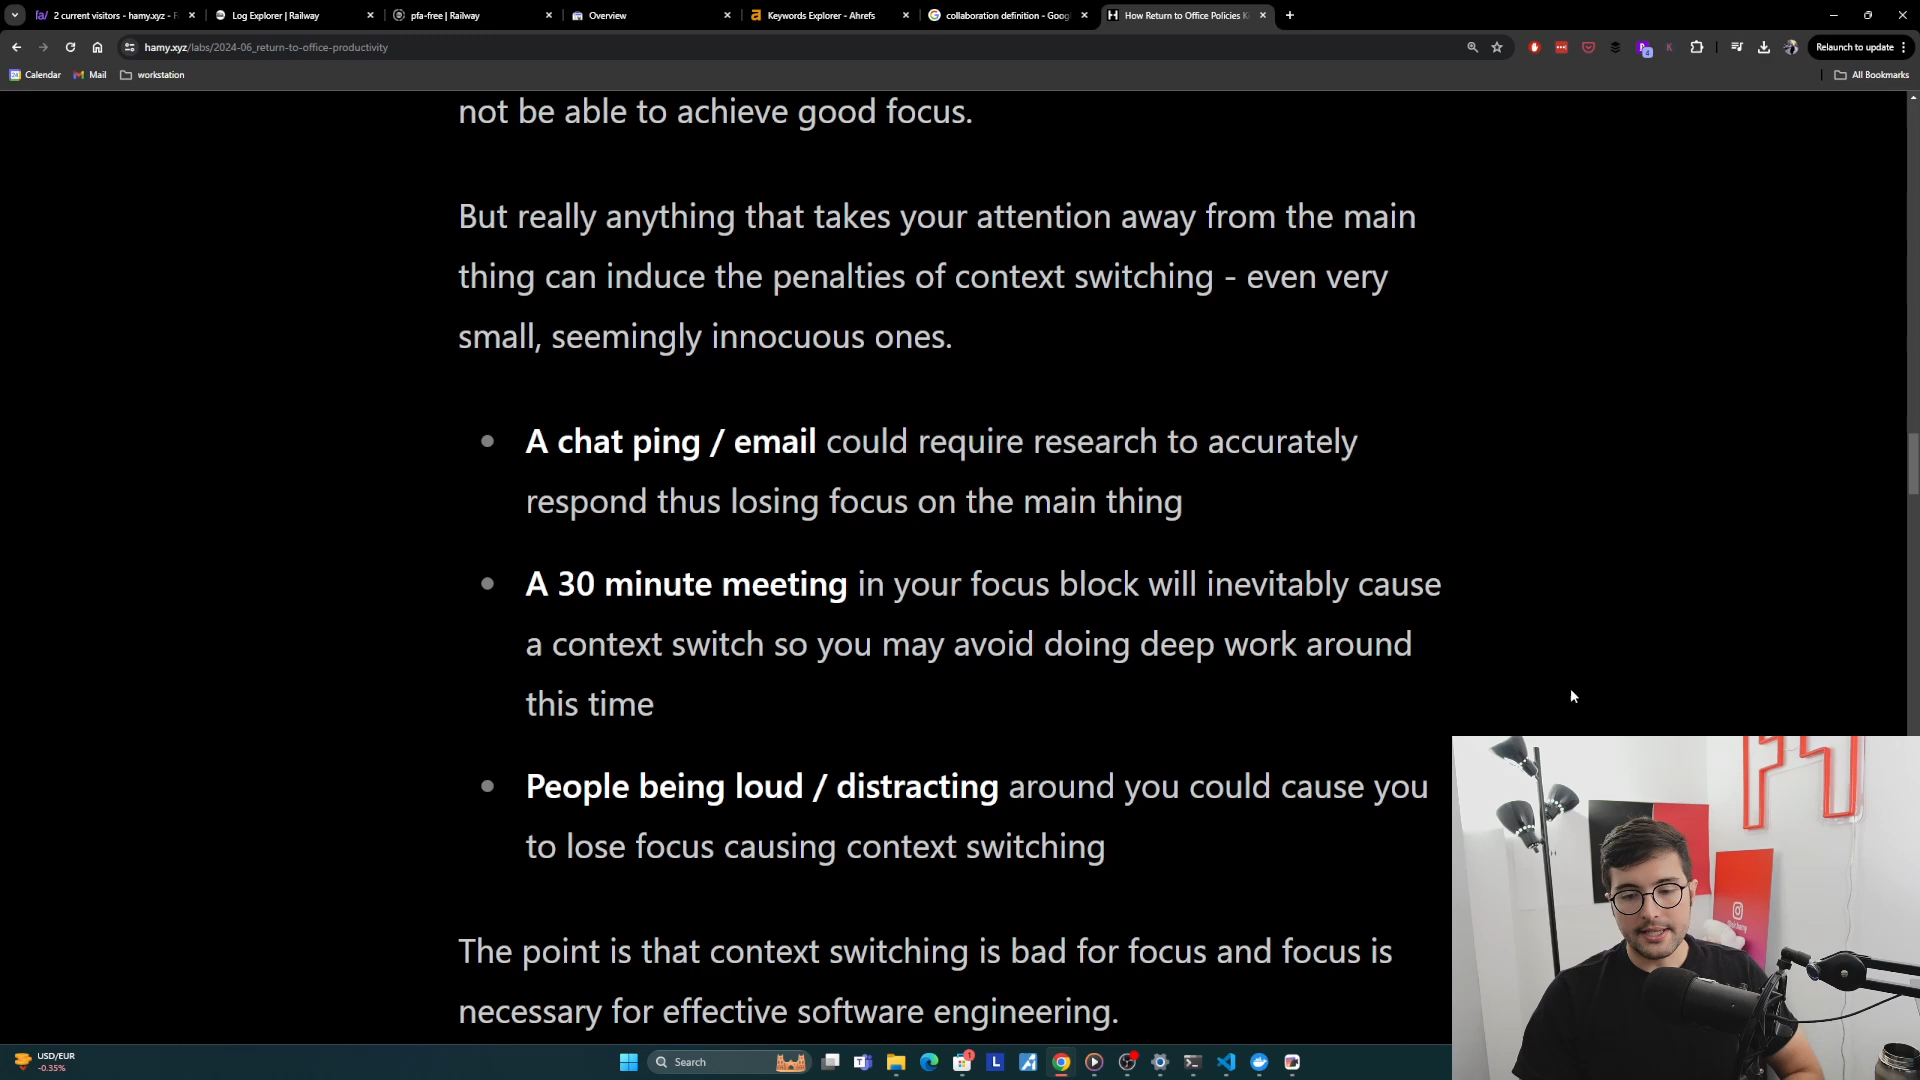 2 current visitors - hamy.xyz - F
Log Explorer | Railway
pfa-free | Railway
Overview
Keywords Explorer - Ahrefs
collaboration definition - Goog
How Return to Office Policies Ki
hamy.xyz/labs/2024-06_return-to-office-productivity
Relaunch to update
Calendar
Mail
workstation
All Bookmarks
not be able to achieve good focus.
But really anything that takes your attention away from the main
thing can induce the penalties of context switching - even very
small, seemingly innocuous ones.
A chat ping / email could require research to accurately
respond thus losing focus on the main thing
A 30 minute meeting in your focus block will inevitably cause
a context switch so you may avoid doing deep work around
this time
People being loud / distracting around you could cause you
to lose focus causing context switching
The point is that context switching is bad for focus and focus is
necessary for effective software engineering.
USD/EUR
-0.35%
Search